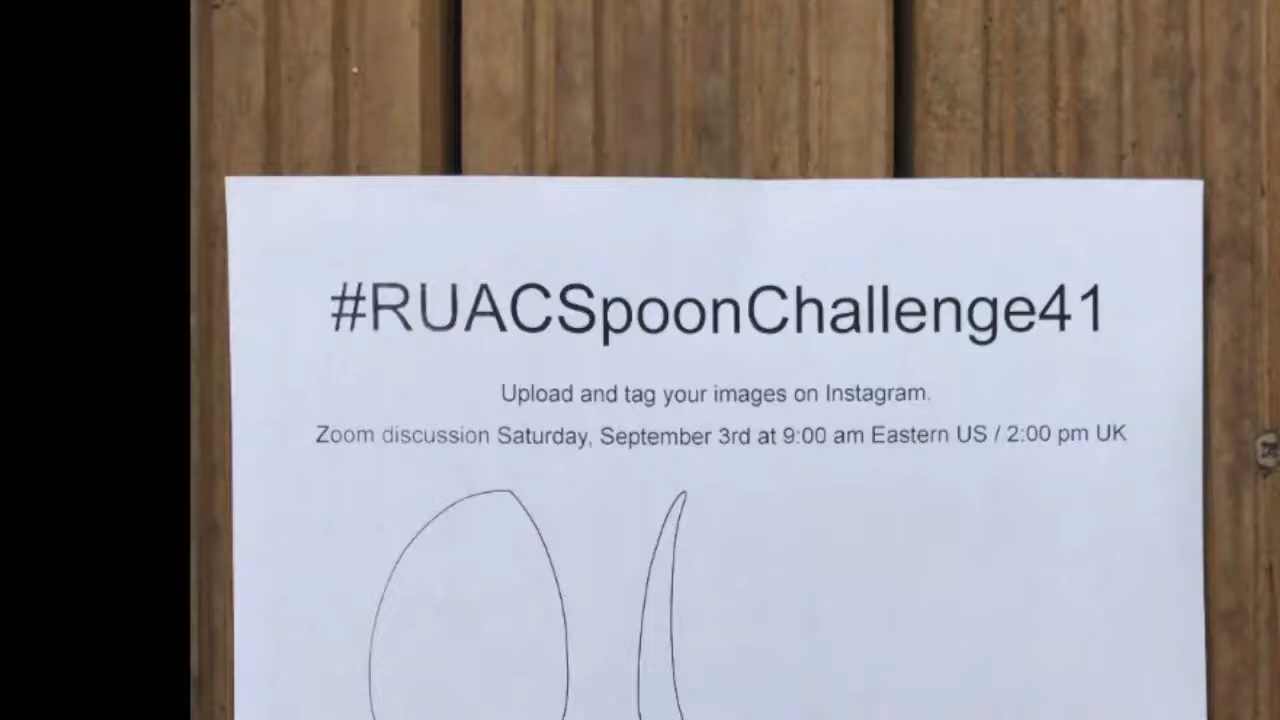 #RUACSpoonChallenge41
Upload and tag your images on Instagram.
Zoom discussion Saturday, September 3rd at 9:00 am Eastern US / 2:00 pm UK